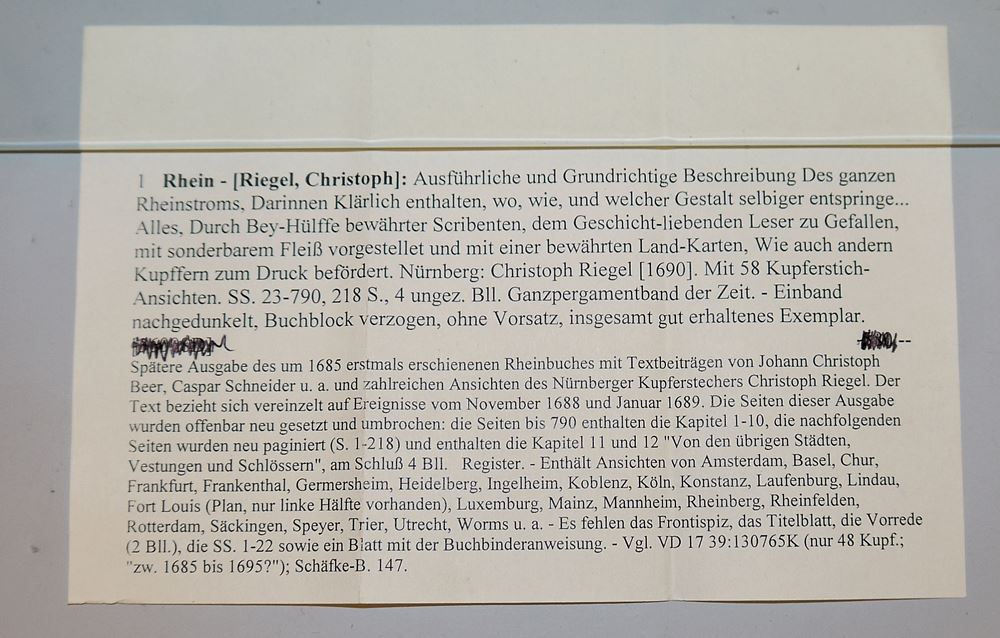 1 Rhein - [Riegel, Christoph]: Ausführliche und Grundrichtige Beschreibung Des ganzen
Rheinstroms, Darinnen Klärlich enthalten, wo, wie, und welcher Gestalt selbiger entspringe...
Alles, Durch Bey-Hülffe bewährter Scribenten, dem Geschicht-liebenden Leser zu Gefallen,
mit sonderbarem Fleiß vorgestellet und mit einer bewährten Land-Karten, Wie auch andern
Kupffern zum Druck befördert. Nürnberg: Christoph Riegel [1690]. Mit 58 Kupferstich-
Ansichten. SS. 23-790, 218 S., 4 ungez. Bll. Ganzpergamentband der Zeit. - Einband
nachgedunkelt, Buchblock verzogen, ohne Vorsatz, insgesamt gut erhaltenes Exemplar.
Spätere Ausgabe des um 1685 erstmals erschienenen Rheinbuches mit Textbeiträgen von Johann Christoph
Beer, Caspar Schneider u. a. und zahlreichen Ansichten des Nürnberger Kupferstechers Christoph Riegel. Der
Text bezieht sich vereinzelt auf Ereignisse vom November 1688 und Januar 1689. Die Seiten dieser Ausgabe
wurden offenbar neu gesetzt und umbrochen: die Seiten bis 790 enthalten die Kapitel 1-10, die nachfolgenden
Seiten wurden neu paginiert (S. 1-218) und enthalten die Kapitel 11 und 12 "Von den übrigen Städten,
Vestungen und Schlössern", am Schluß 4 Bll. Register. - Enthält Ansichten von Amsterdam, Basel, Chur,
Frankfurt, Frankenthal, Germersheim, Heidelberg, Ingelheim, Koblenz, Köln, Konstanz, Laufenburg, Lindau,
Fort Louis (Plan, nur linke Hälfte vorhanden), Luxemburg, Mainz, Mannheim, Rheinberg, Rheinfelden,
Rotterdam, Säckingen, Speyer, Trier, Utrecht, Worms u. a. - Es fehlen das Frontispiz, das Titelblatt, die Vorrede
(2 Bll.), die SS. 1-22 sowie ein Blatt mit der Buchbinderanweisung. - Vgl. VD 17 39:130765K (nur 48 Kupf.;
"zw. 1685 bis 1695?"); Schäfke-B. 147.